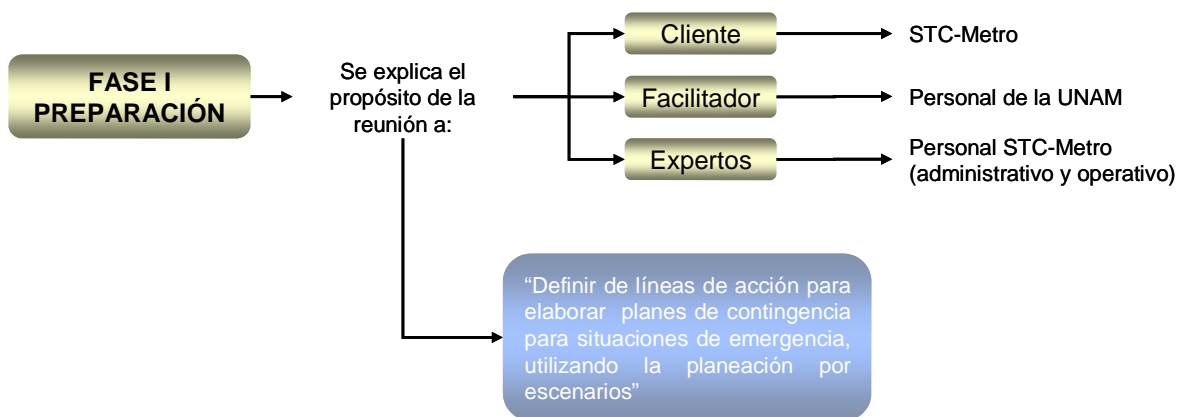 FASE I
PREPARACIÓN
Se explica el
propósito de la
reunión a:
Cliente
STC-Metro
Facilitador
Personal de la UNAM
Expertos
Personal STC-Metro
(administrativo y operativo)
“Definir de líneas de acción para
elaborar planes de contingencia
para situaciones de emergencia,
utilizando la planeación por
escenarios”